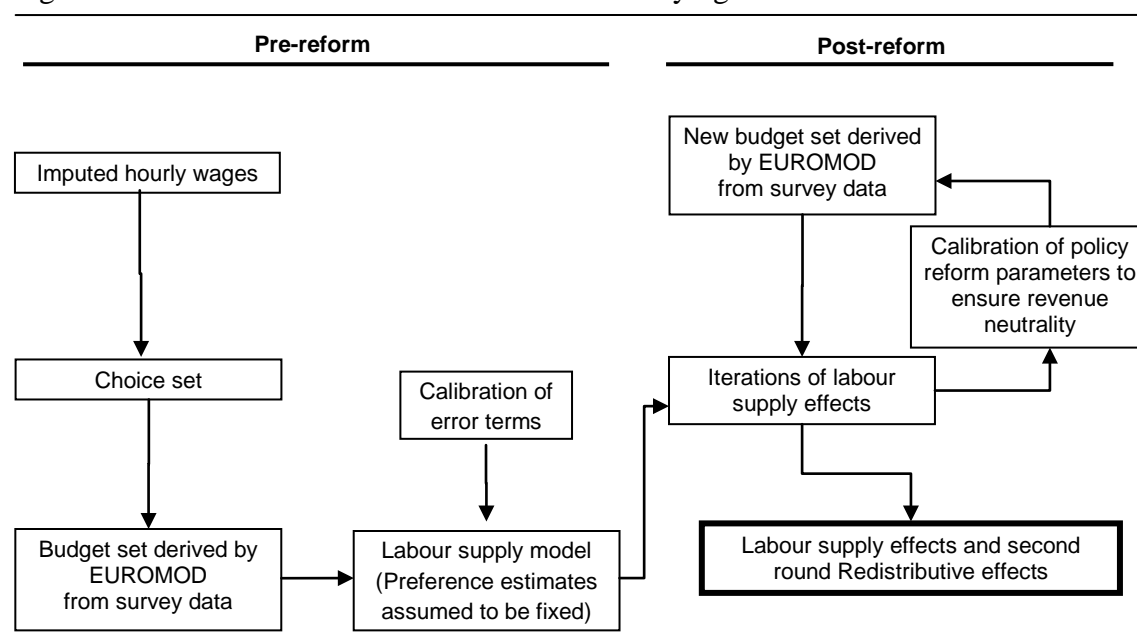 Pre-reform
Post-reform
Imputed hourly wages
Choice set
Budget set derived by
EUROMOD
from survey data
Calibration of
error terms
Labour supply model
(Preference estimates
assumed to be fixed)
New budget set derived
by EUROMOD
from survey data
Calibration of policy
reform parameters to
ensure revenue
neutrality
Iterations of labour
supply effects
Labour supply effects and second
round Redistributive effects